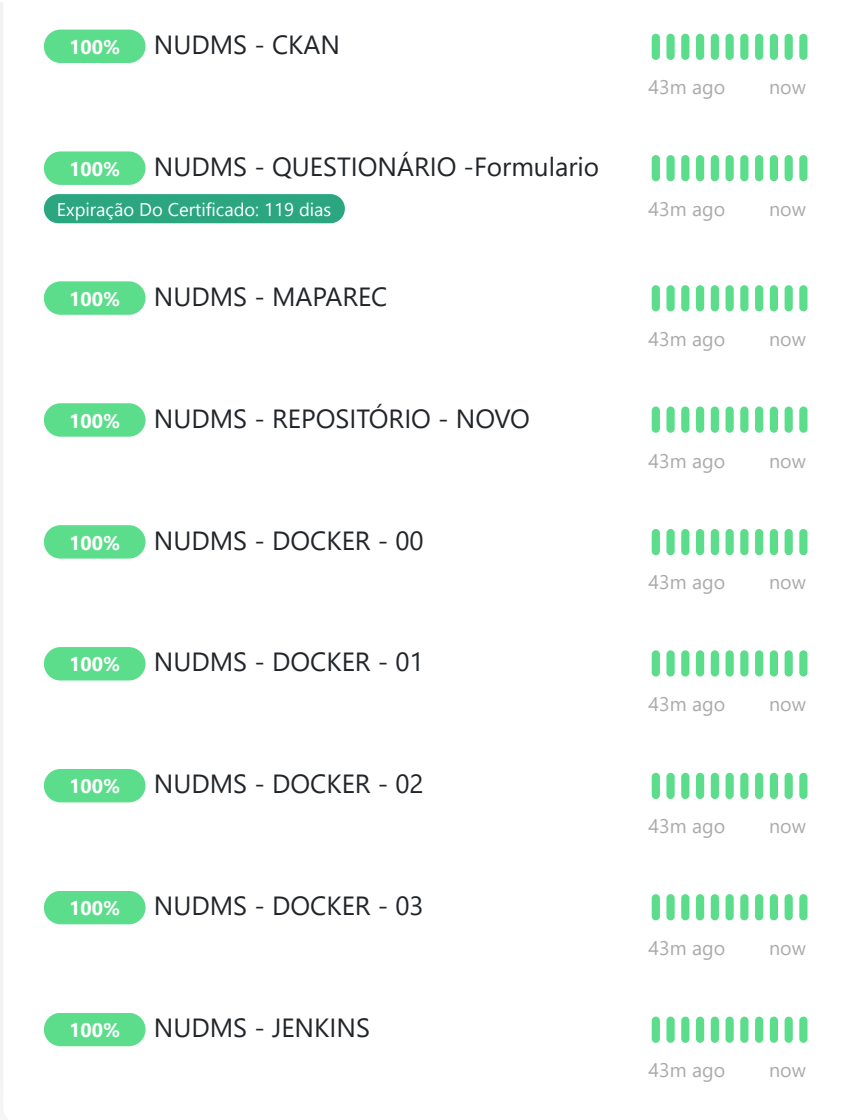 100% NUDMS - CKAN
43m ago now
100% NUDMS - QUESTIONÁRIO -Formulario
Expiração Do Certificado: 119 dias
43m ago now
100% NUDMS - MAPAREC
43m ago now
100% NUDMS - REPOSITÓRIO - NOVO
43m ago now
100% NUDMS - DOCKER - 00
43m ago now
100% NUDMS - DOCKER - 01
43m ago now
100% NUDMS - DOCKER - 02
43m ago now
100% NUDMS - DOCKER - 03
43m ago now
100% NUDMS - JENKINS
43m ago now